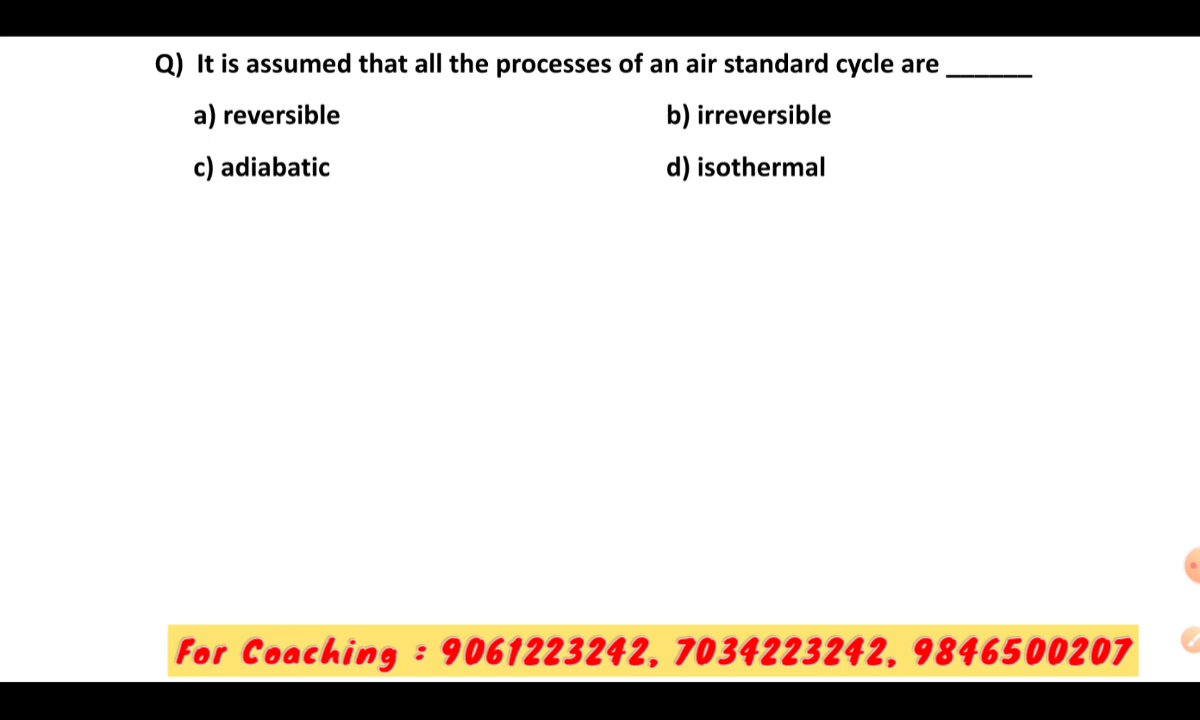 Q) It is assumed that all the processes of an air standard cycle are ______
a) reversible b) irreversible
c) adiabatic d) isothermal
For Coaching : 9061223242, 7034223242, 9846500207